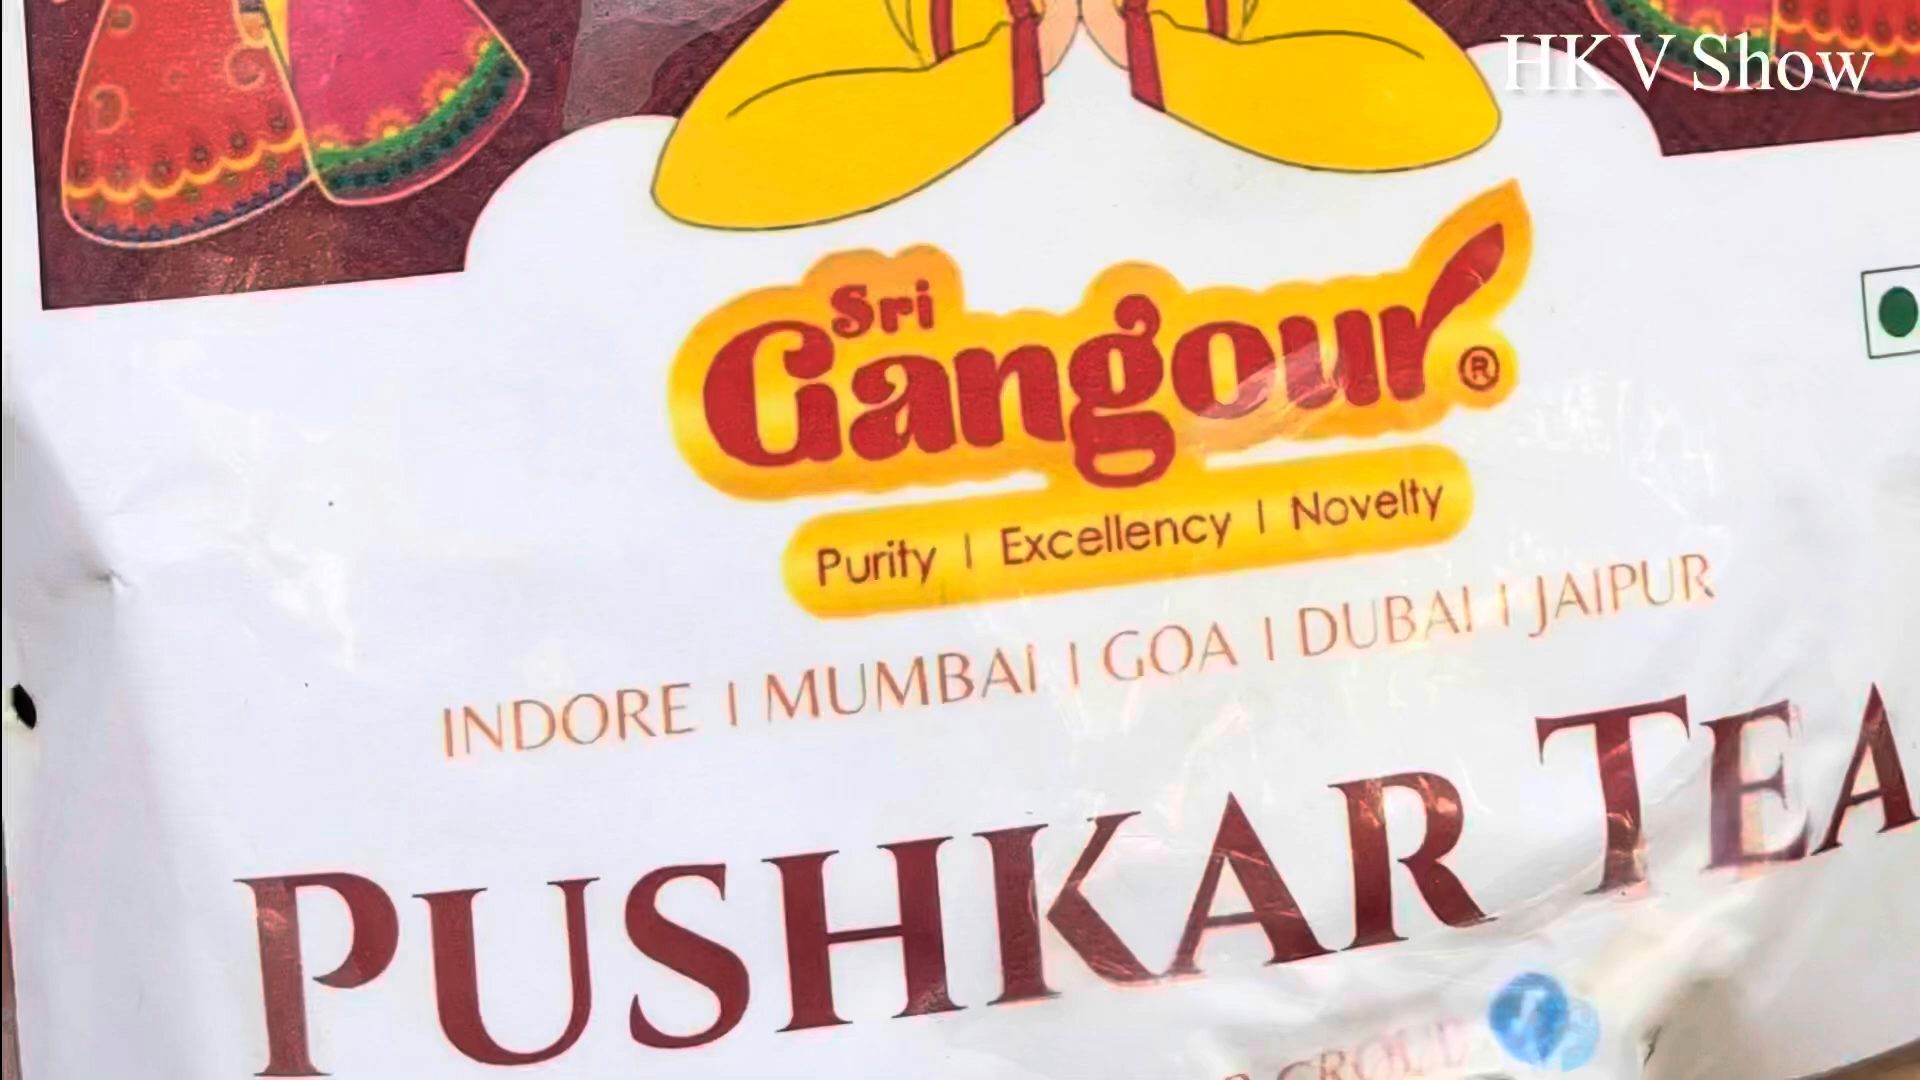 HKV Show
Sri
Gangour®
Purity | Excellency | Novelty
INDORE | MUMBAI | GOA | DUBAI | JAIPUR
PUSHKAR TEA